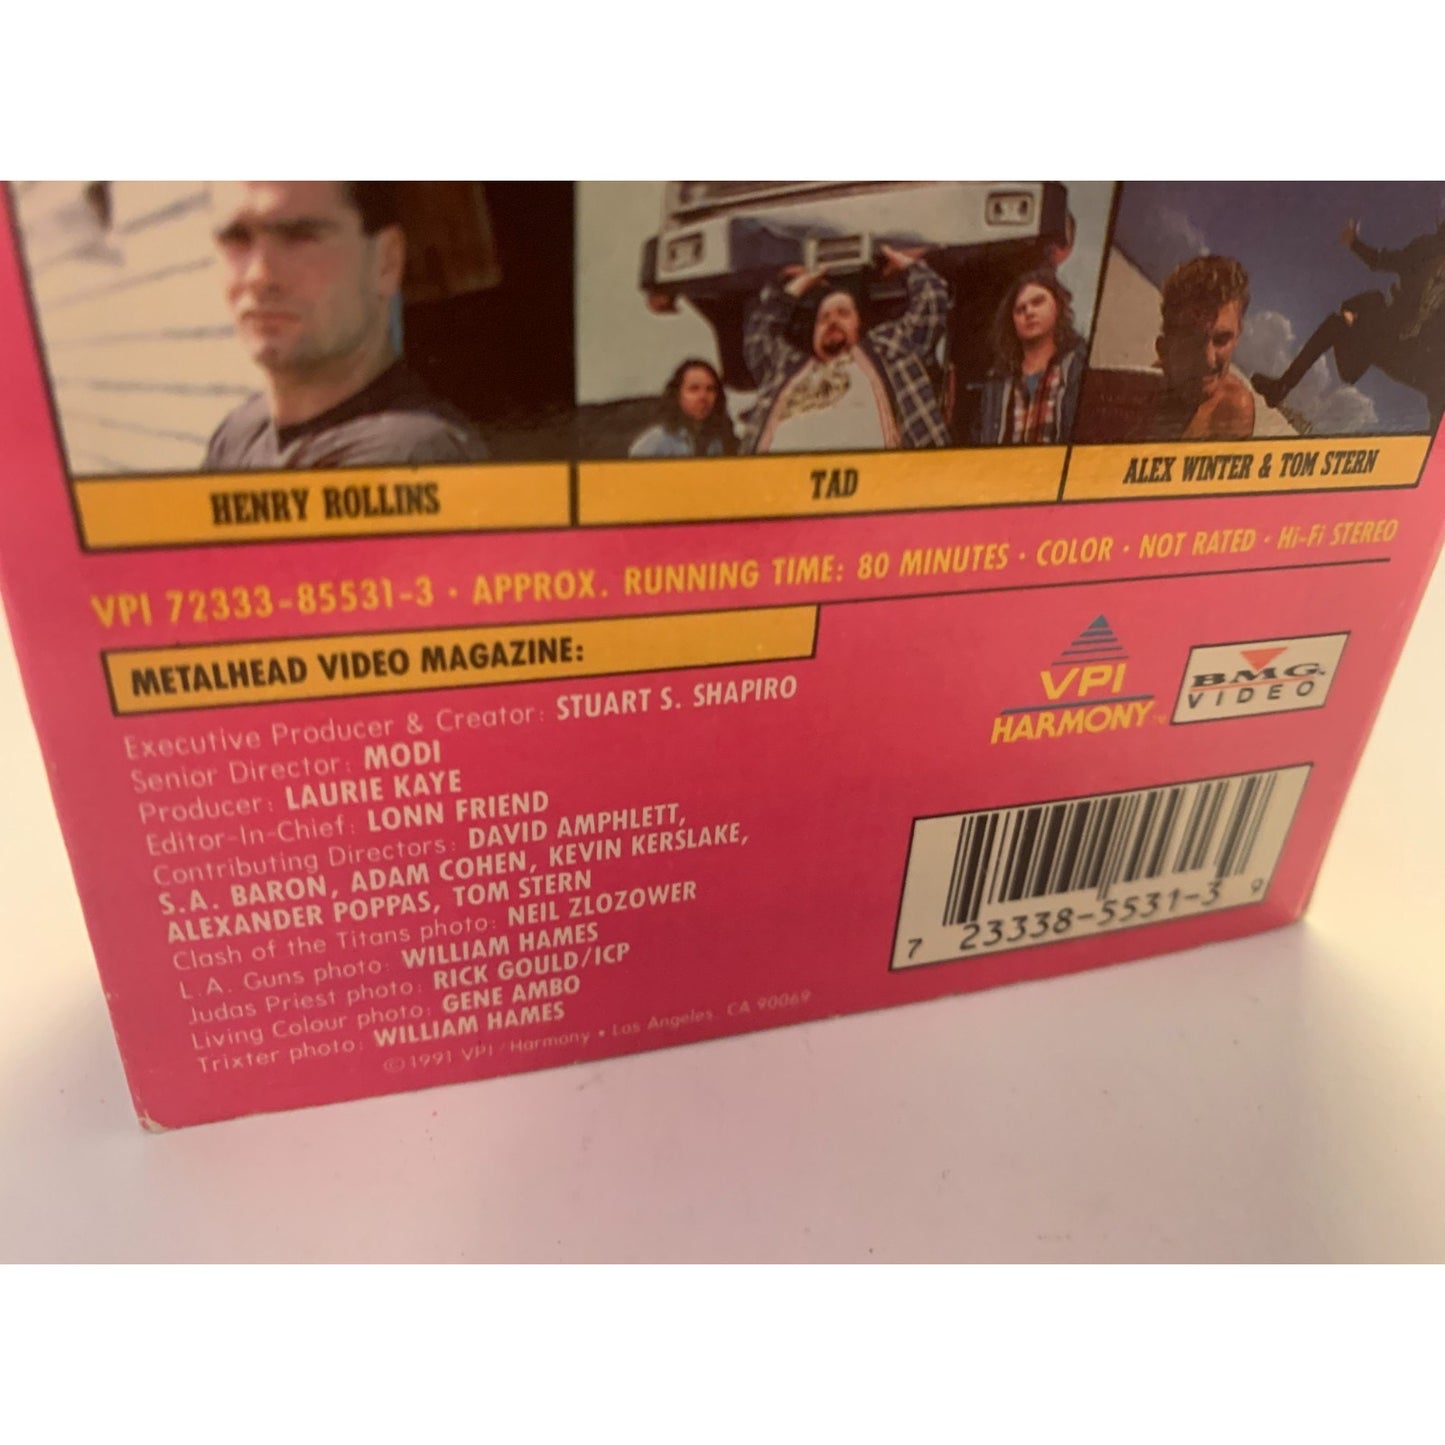 HENRY ROLLINS
TAD
ALEX WINTER & TOM STERN
VPI 72333-85531-3 · APPROX. RUNNING TIME: 80 MINUTES · COLOR · NOT RATED · Hi-Fi STEREO
METALHEAD VIDEO MAGAZINE:
Executive Producer & Creator: STUART S. SHAPIRO
Senior Director: MODI
Producer: LAURIE KAYE
Editor-In-Chief: LONN FRIEND
Contributing Directors: DAVID AMPHLETT,
S.A. BARON, ADAM COHEN, KEVIN KERSLAKE,
ALEXANDER POPPAS, TOM STERN
Clash of the Titans photo: NEIL ZLOZOWER
L.A. Guns photo: WILLIAM HAMES
Judas Priest photo: RICK GOULD/ICP
Living Colour photo: GENE AMBO
Trixter photo: WILLIAM HAMES
©1991 VPI/Harmony • Los Angeles, CA 90069
VPI
HARMONY™
BMG
VIDEO
7 23338-5531-3 9